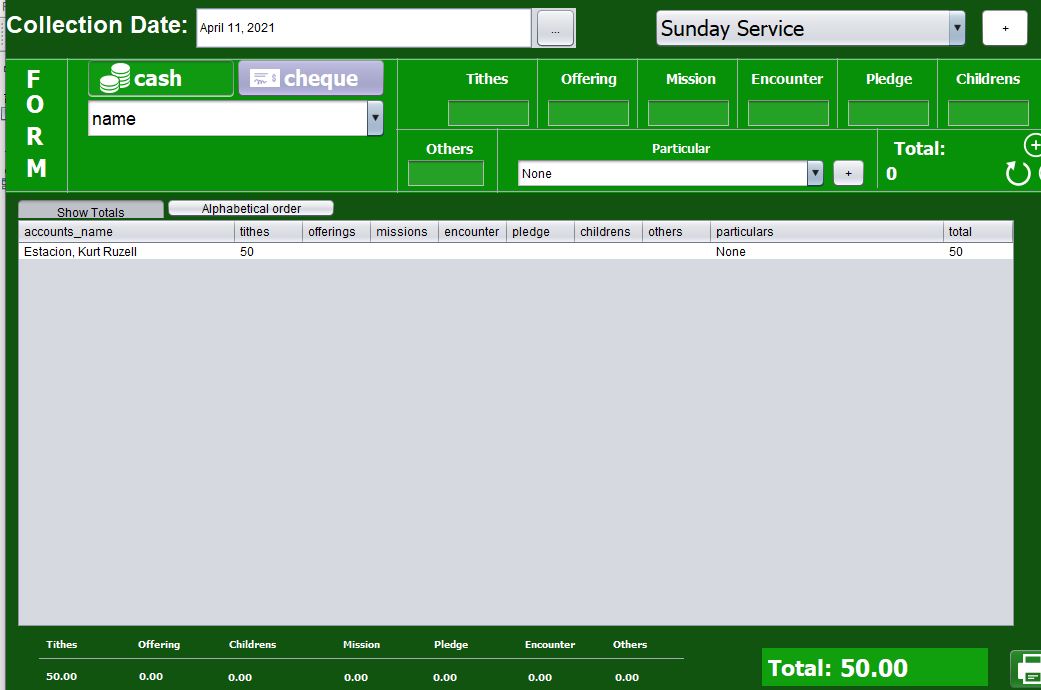 Collection Date: April 11, 2021 ... Sunday Service +
FORM
cash cheque
name
Tithes Offering Mission Encounter Pledge Childrens
Others Particular Total:
None + 0
Show Totals Alphabetical order
accounts_name tithes offerings missions encounter pledge childrens others particulars total
Estacion, Kurt Ruzell 50 None 50
Tithes Offering Childrens Mission Pledge Encounter Others
50.00 0.00 0.00 0.00 0.00 0.00 0.00
Total: 50.00